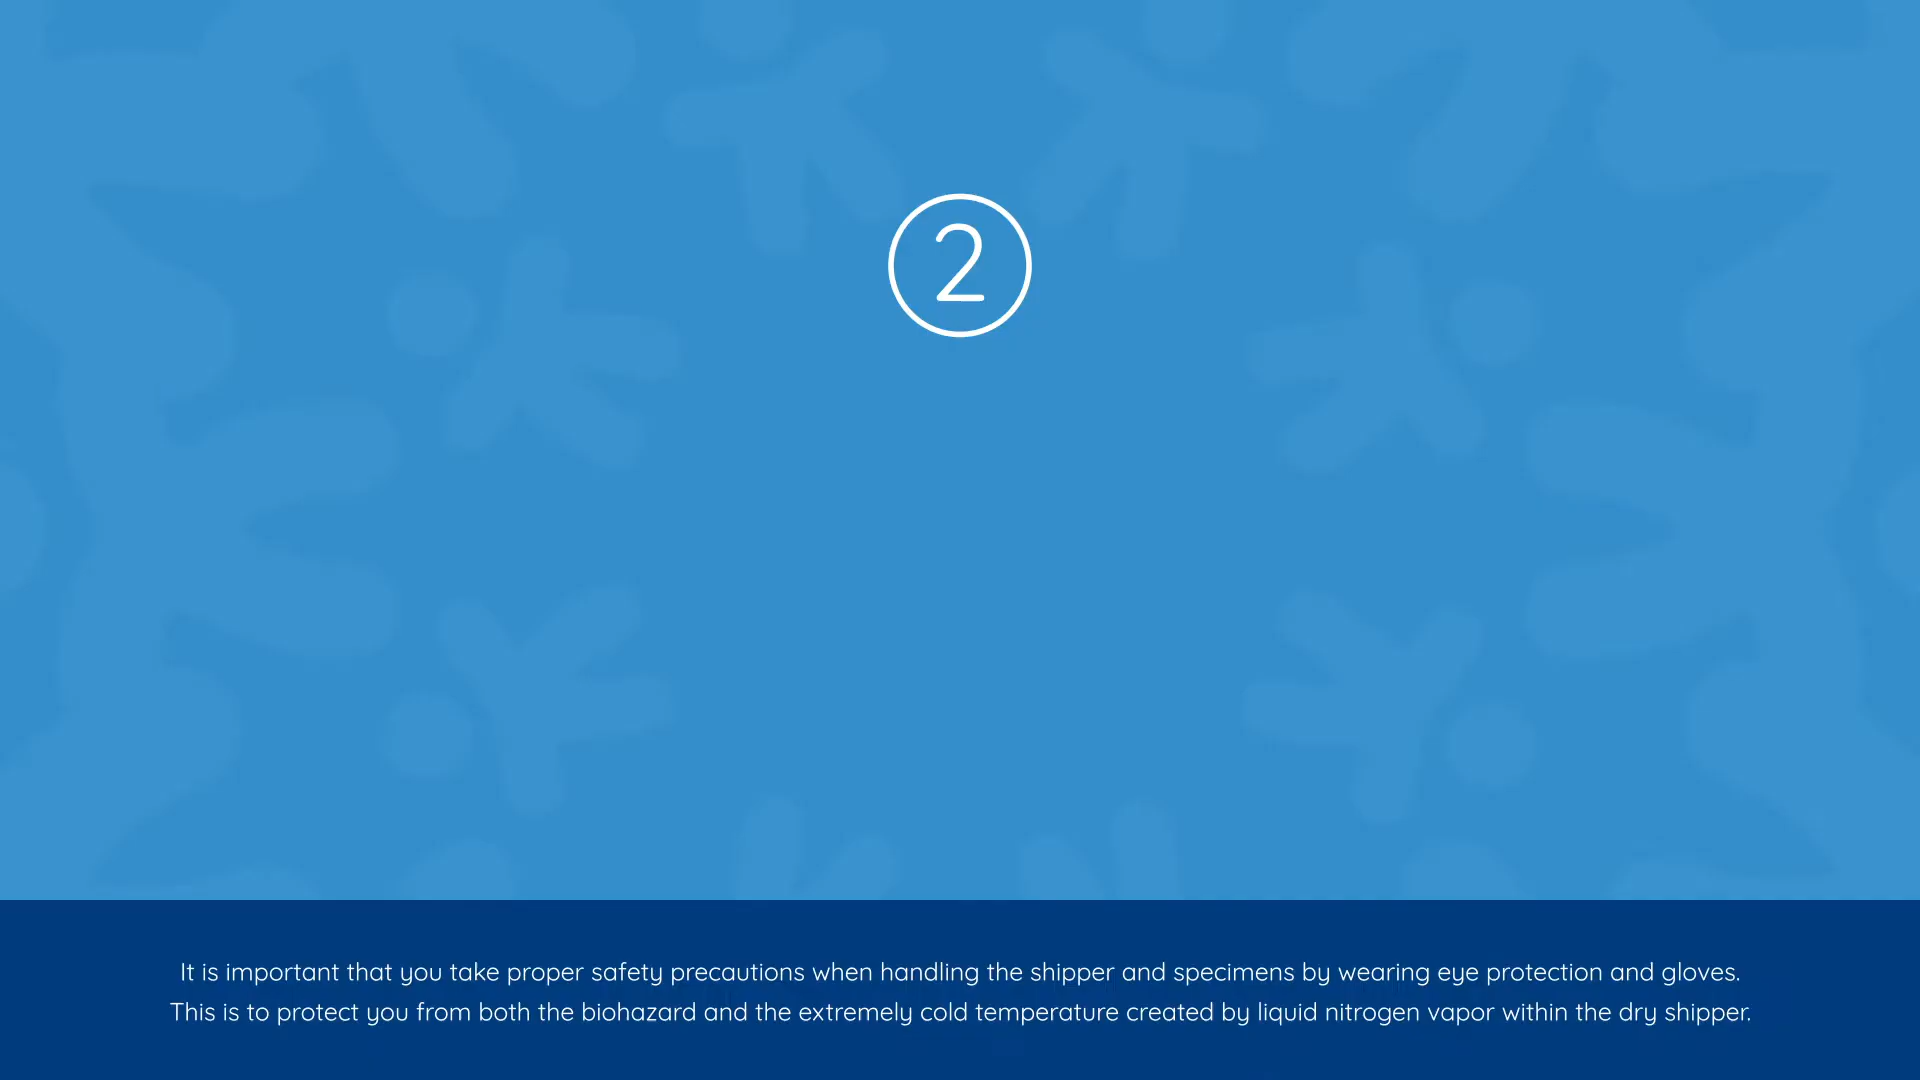 2
It is important that you take proper safety precautions when handling the shipper and specimens by wearing eye protection and gloves.
This is to protect you from both the biohazard and the extremely cold temperature created by liquid nitrogen vapor within the dry shipper.